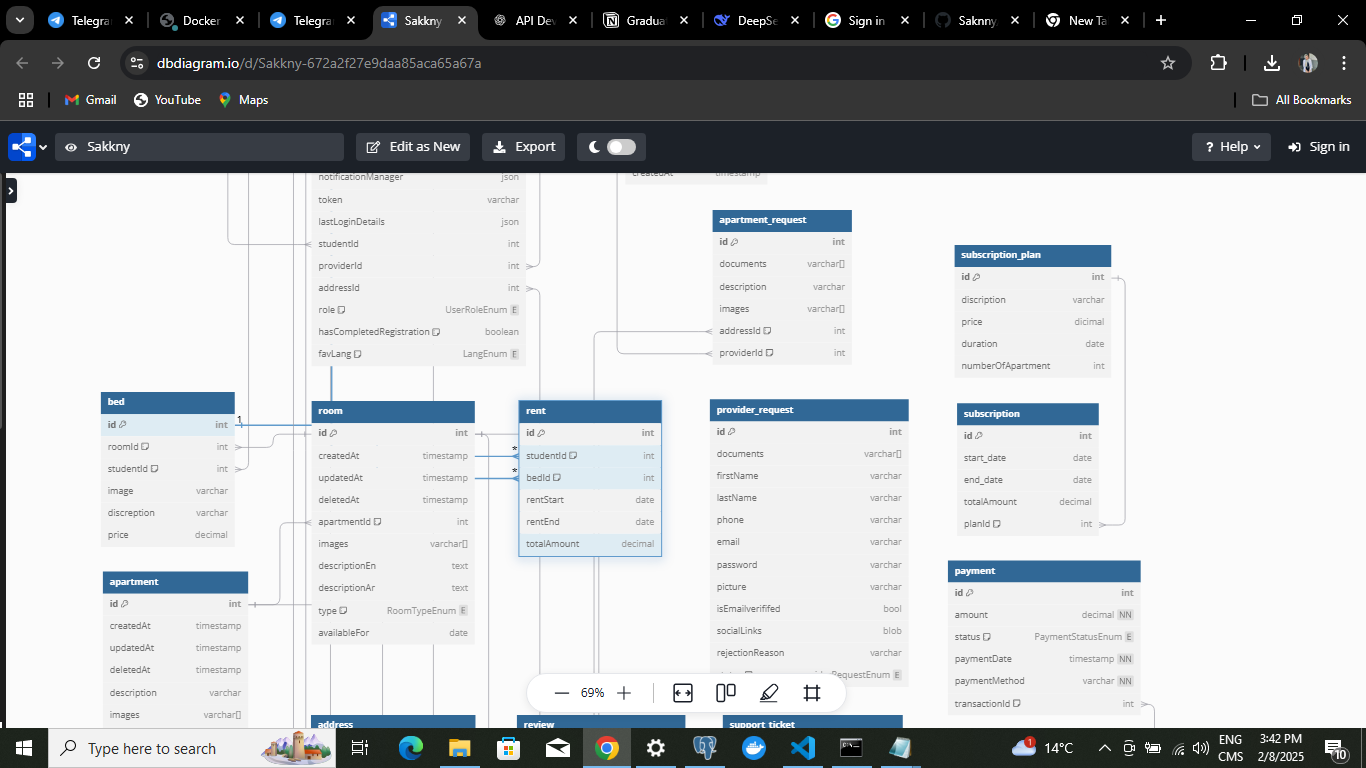 Telegra
Docker
Telegra
Sakkny
API Dev
Gradua
DeepSe
Sign in
Saknny
New Ta
dbdiagram.io/d/Sakkny-672a2f27e9daa85aca65a67a
Gmail
YouTube
Maps
All Bookmarks
Sakkny
Edit as New
Export
? Help
Sign in
notificationManager json
token varchar
lastLoginDetails json
studentId int
providerId int
addressId int
role UserRoleEnum E
hasCompletedRegistration boolean
favLang LangEnum E
createdAt timestamp
apartment_request
id int
documents varchar[]
description varchar
images varchar[]
addressId int
providerId int
subscription_plan
id int
discription varchar
price dicimal
duration date
numberOfApartment int
bed
id int
roomId int
studentId int
image varchar
discreption varchar
price decimal
1
room
id int
createdAt timestamp
updatedAt timestamp
deletedAt timestamp
apartmentId int
images varchar[]
descriptionEn text
descriptionAr text
type RoomTypeEnum E
availableFor date
*
*
rent
id int
studentId int
bedId int
rentStart date
rentEnd date
totalAmount decimal
provider_request
id int
documents varchar[]
firstName varchar
lastName varchar
phone varchar
email varchar
password varchar
picture varchar
isEmailverififed bool
socialLinks blob
rejectionReason varchar
RequestEnum E
subscription
id int
start_date date
end_date date
totalAmount decimal
planId int
apartment
id int
createdAt timestamp
updatedAt timestamp
deletedAt timestamp
description varchar
images varchar[]
payment
id int
amount decimal NN
status PaymentStatusEnum E
paymentDate timestamp NN
paymentMethod varchar NN
transactionId int
69%
address
review
support_ticket
Type here to search
1
14°C
ENG
CMS
3:42 PM
2/8/2025
10